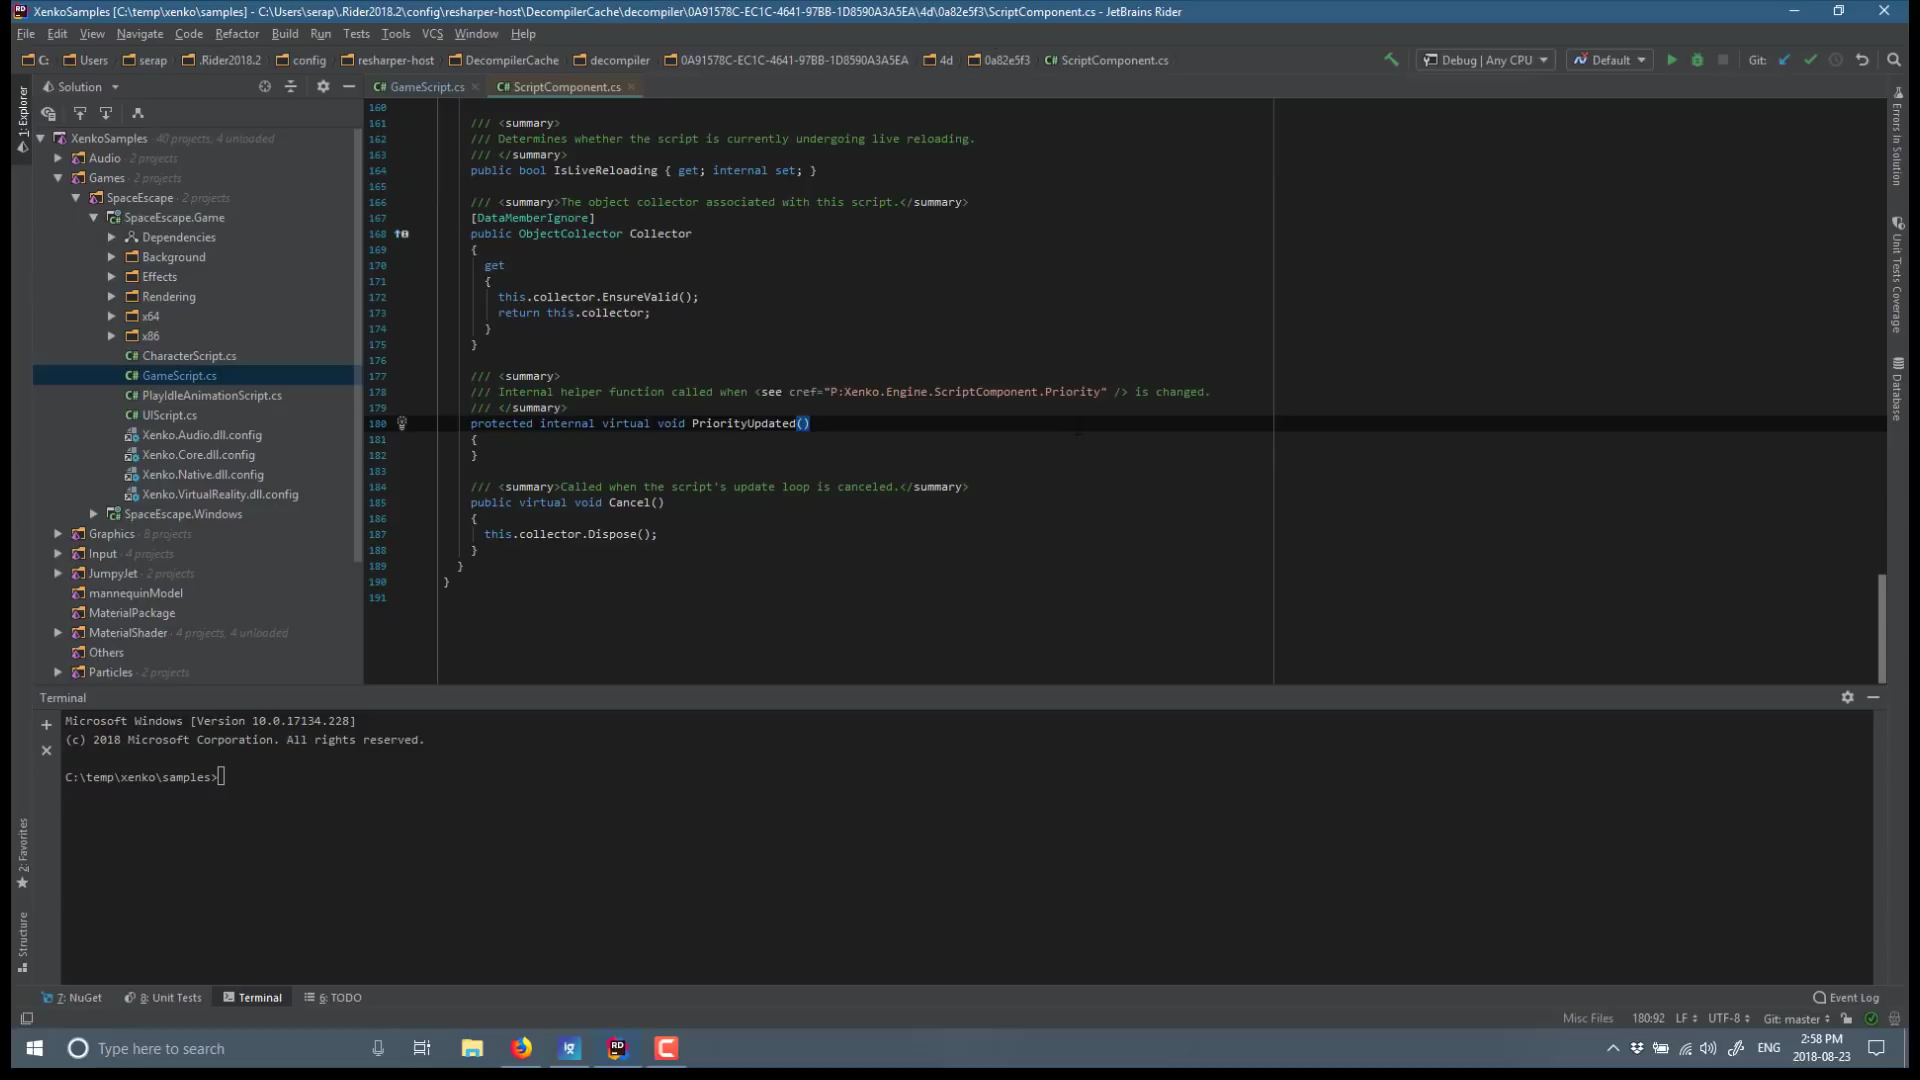 XenkoSamples [C:\temp\xenko\samples] - C:\Users\serap\.Rider2018.2\config\resharper-host\DecompilerCache\decompiler\0A91578C-EC1C-4641-97BB-1D8590A3A5EA\4d\0a82e5f3\ScriptComponent.cs - JetBrains Rider
File Edit View Navigate Code Refactor Build Run Tests Tools VCS Window Help
C: Users serap .Rider2018.2 config resharper-host DecompilerCache decompiler 0A91578C-EC1C-4641-97BB-1D8590A3A5EA 4d 0a82e5f3 ScriptComponent.cs Debug | Any CPU Default Git:
Solution
GameScript.cs ScriptComponent.cs
1: Explorer
XenkoSamples 40 projects, 4 unloaded
Audio 2 projects
Games 2 projects
SpaceEscape 2 projects
SpaceEscape.Game
Dependencies
Background
Effects
Rendering
x64
x86
C# CharacterScript.cs
C# GameScript.cs
C# PlayIdleAnimationScript.cs
C# UIScript.cs
Xenko.Audio.dll.config
Xenko.Core.dll.config
Xenko.Native.dll.config
Xenko.VirtualReality.dll.config
SpaceEscape.Windows
Graphics 8 projects
Input 4 projects
JumpyJet 2 projects
mannequinModel
MaterialPackage
MaterialShader 4 projects, 4 unloaded
Others
Particles 2 projects
160
161 /// <summary>
162 /// Determines whether the script is currently undergoing live reloading.
163 /// </summary>
164 public bool IsLiveReloading { get; internal set; }
165
166 /// <summary>The object collector associated with this script.</summary>
167 [DataMemberIgnore]
168 public ObjectCollector Collector
169 {
170 get
171 {
172 this.collector.EnsureValid();
173 return this.collector;
174 }
175 }
176
177 /// <summary>
178 /// Internal helper function called when <see cref="P:Xenko.Engine.ScriptComponent.Priority" /> is changed.
179 /// </summary>
180 protected internal virtual void PriorityUpdated()
181 {
182 }
183
184 /// <summary>Called when the script's update loop is canceled.</summary>
185 public virtual void Cancel()
186 {
187 this.collector.Dispose();
188 }
189 }
190 }
191
Errors In Solution
Unit Tests Coverage
Database
Terminal
Microsoft Windows [Version 10.0.17134.228]
(c) 2018 Microsoft Corporation. All rights reserved.
C:\temp\xenko\samples>
2: Favorites
Structure
7: NuGet 8: Unit Tests Terminal 6: TODO Event Log
Misc Files 180:92 LF UTF-8 Git: master
Type here to search
RD
ENG
2:58 PM
2018-08-23